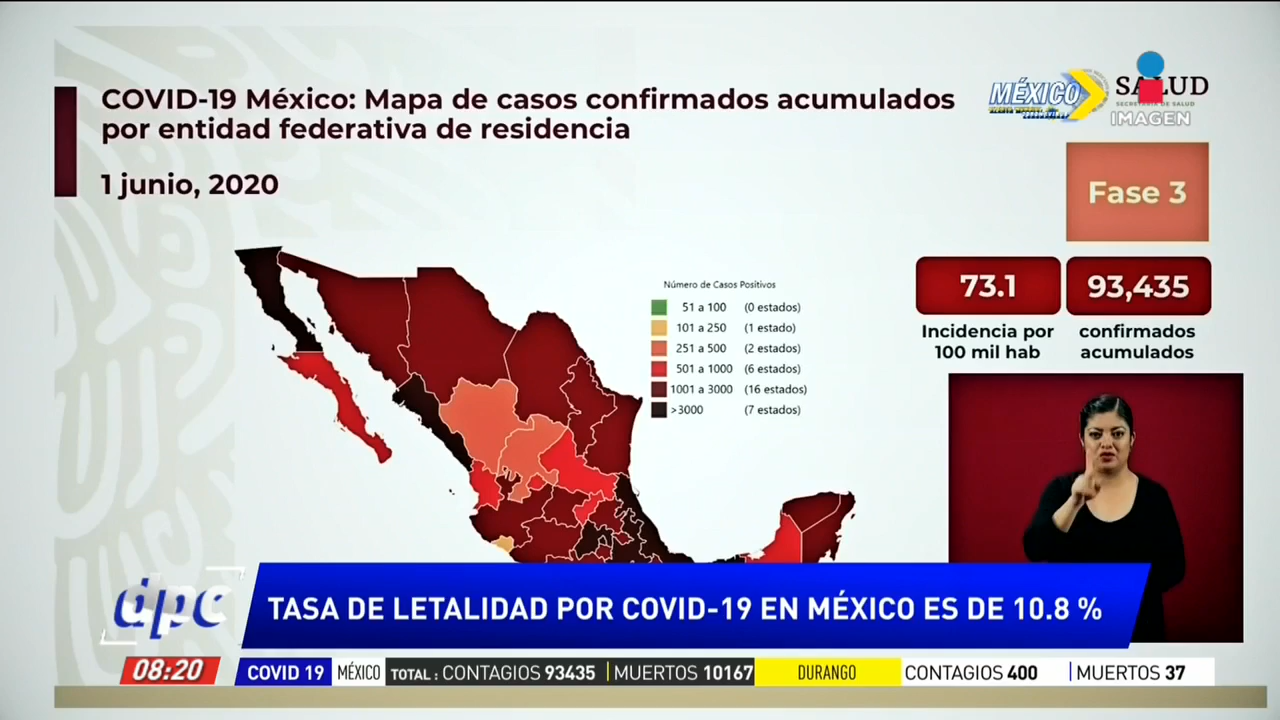 COVID-19 México: Mapa de casos confirmados acumulados
por entidad federativa de residencia
1 junio, 2020
MÉXICO
SALUD
SECRETARÍA DE SALUD
IMAGEN
Fase 3
73.1
93,435
Incidencia por
100 mil hab
confirmados
acumulados
Número de Casos Positivos
51 a 100 (0 estados)
101 a 250 (1 estado)
251 a 500 (2 estados)
501 a 1000 (6 estados)
1001 a 3000 (16 estados)
>3000 (7 estados)
dpc
TASA DE LETALIDAD POR COVID-19 EN MÉXICO ES DE 10.8 %
08:20 COVID 19 MÉXICO TOTAL : CONTAGIOS 93435 MUERTOS 10167 DURANGO CONTAGIOS 400 MUERTOS 37